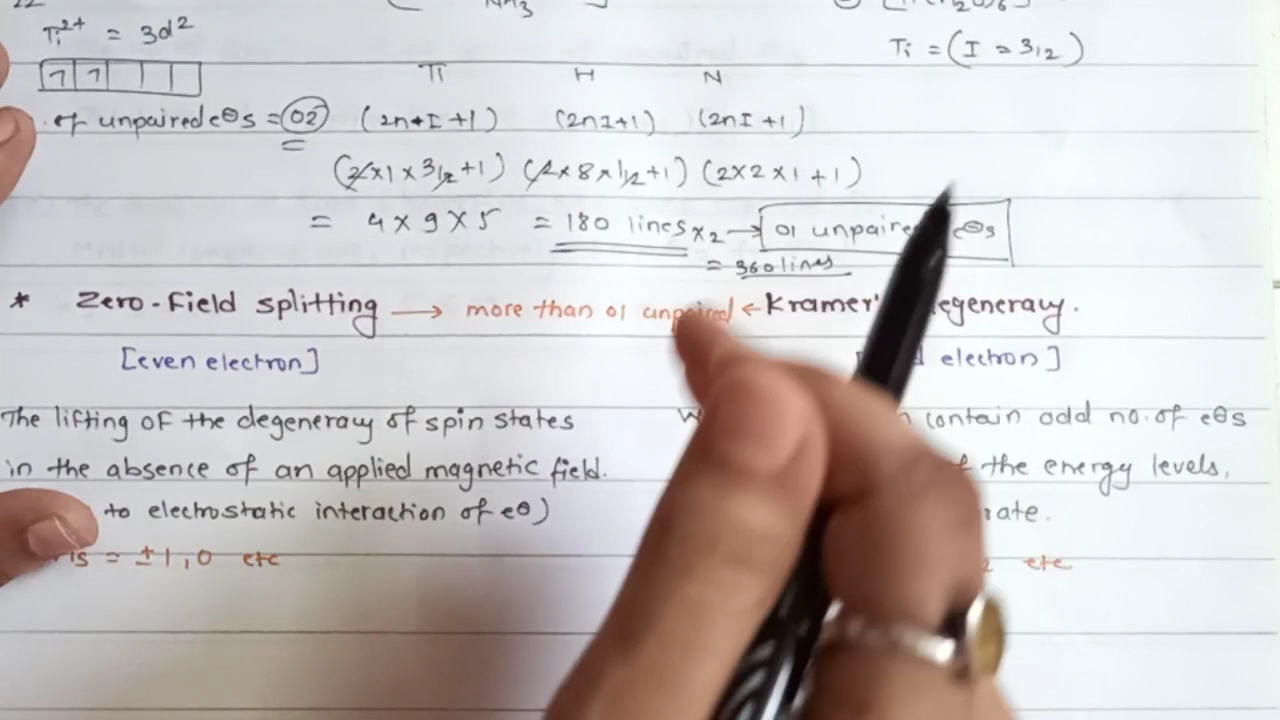 NH3
Ti2+ = 3d2
Ti = (I = 3/2)
Ti H N
of unpaired e⊖s = 02 (2n*I+1) (2nI+1) (2nI+1)
(2×1×3/2+1) (2×8×1/2+1) (2×2×1+1)
= 4×9×5 = 180 lines ×2 → 01 e⊖s
= 360 lines
* Zero-Field splitting → more than 01 unpaired ← Kramer's degeneracy.
[even electron] electron]
The lifting of the degeneracy of spin states contain odd no. of e⊖s
in the absence of an applied magnetic field. the energy levels,
to electrostatic interaction of e⊖)
= ±1,0 etc etc